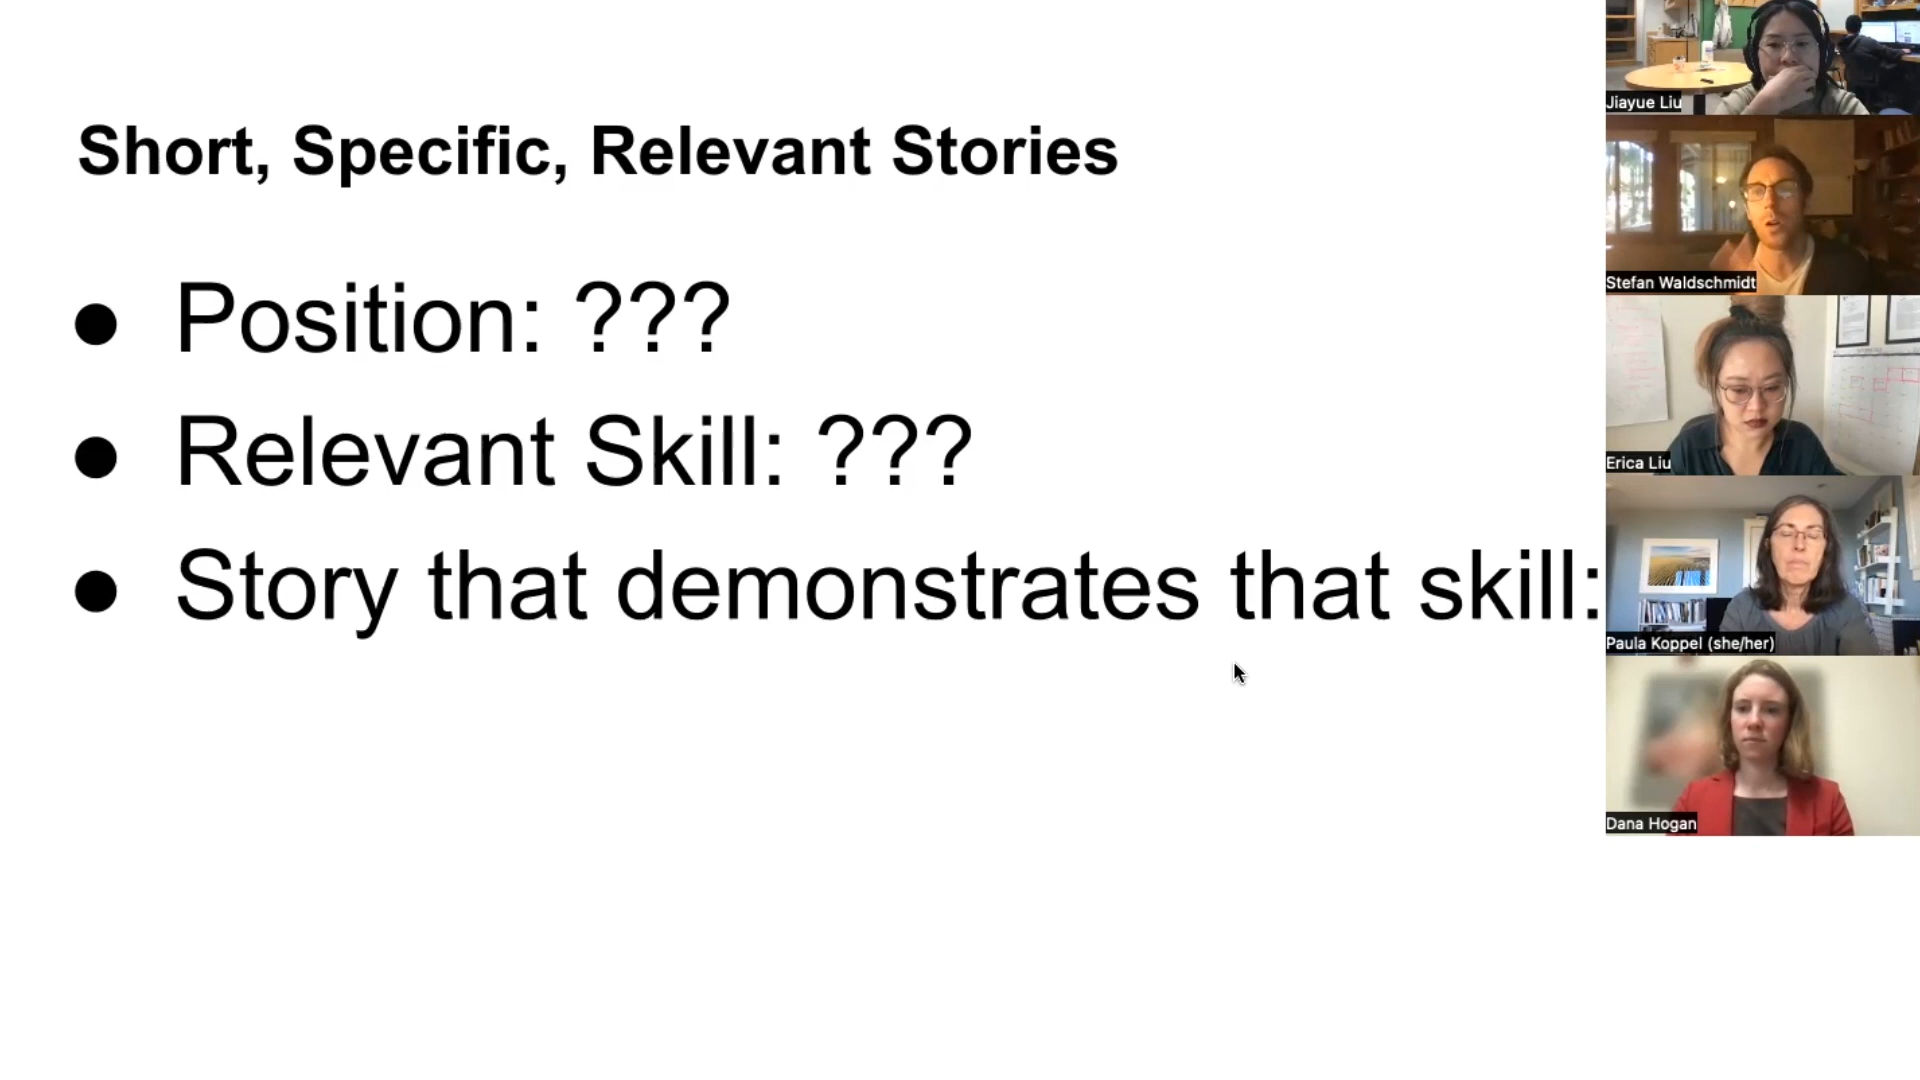 Short, Specific, Relevant Stories
● Position: ???
● Relevant Skill: ???
● Story that demonstrates that skill:
Jiayue Liu
Stefan Waldschmidt
Erica Liu
Paula Koppel (she/her)
Dana Hogan